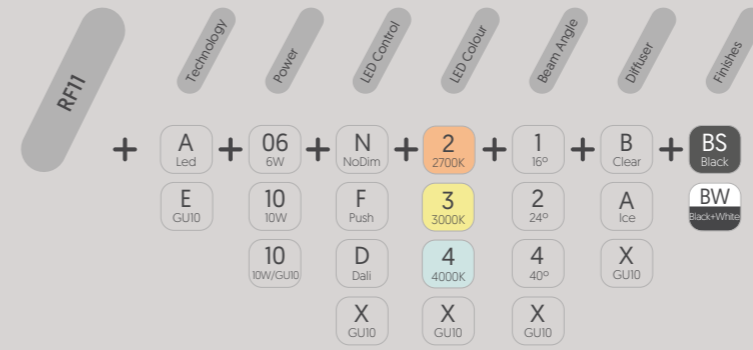 RF11
Technology
Power
LED Control
LED Colour
Beam Angle
Diffuser
Finishes
+ A + 06 + N + 2 + 1 + B + BS
Led 6W NoDim 2700K 16º Clear Black
E 10 F 3 2 A BW
GU10 10W Push 3000K 24º Ice Black+White
10 D 4 4 X
10W/GU10 Dali 4000K 40º GU10
X X X
GU10 GU10 GU10